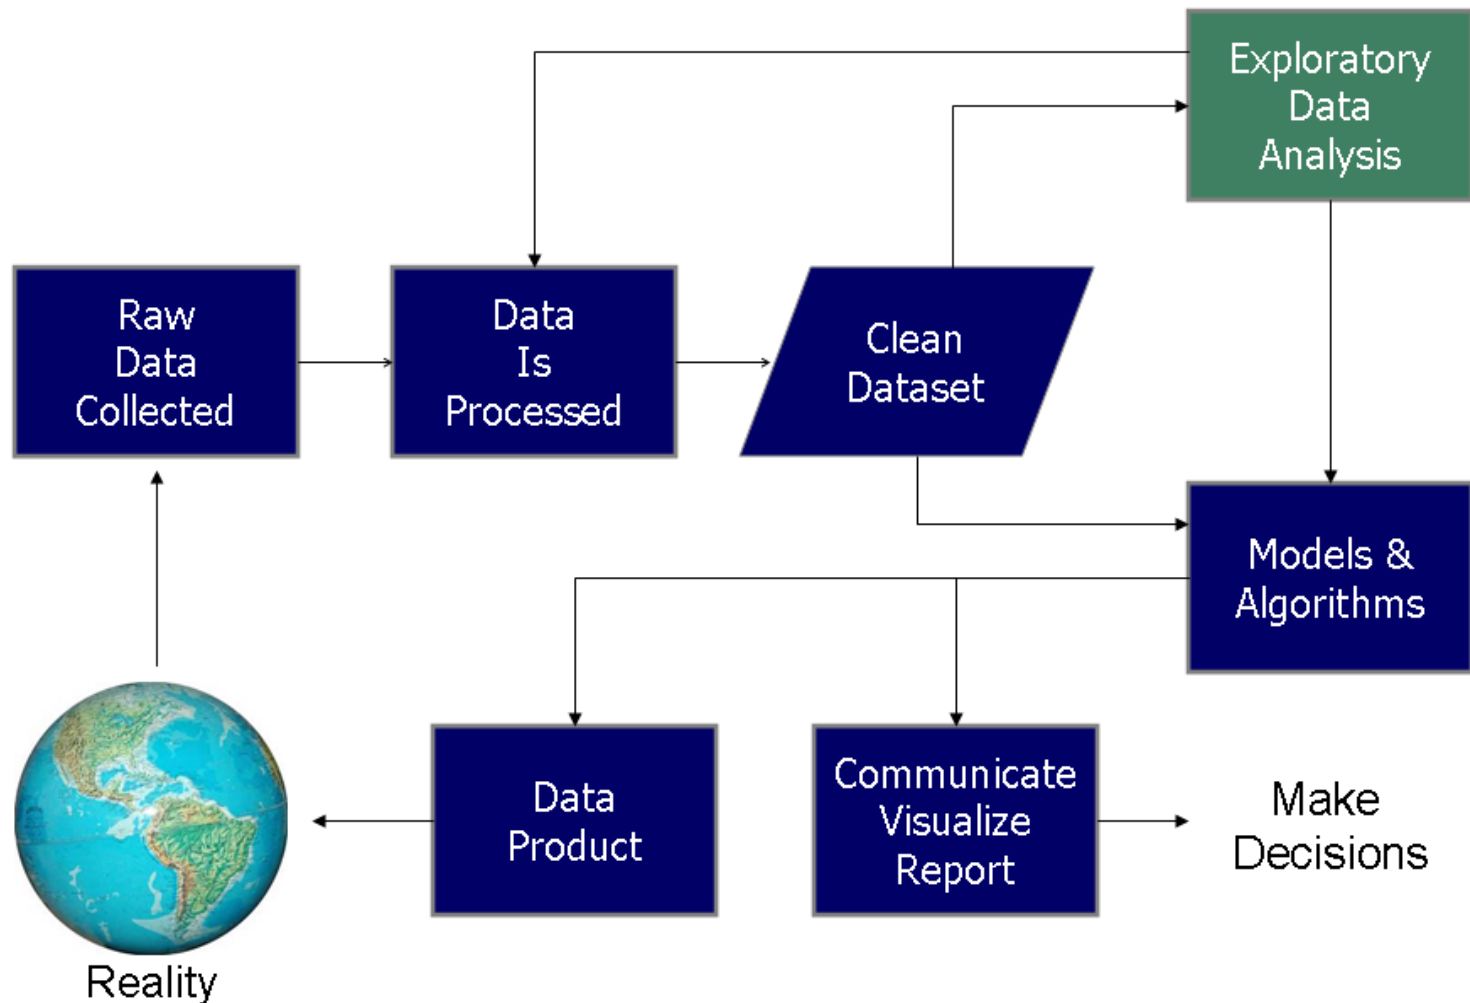 Exploratory
Data
Analysis
Raw
Data
Collected
Data
Is
Processed
Clean
Dataset
Models &
Algorithms
Data
Product
Communicate
Visualize
Report
Make
Decisions
Reality